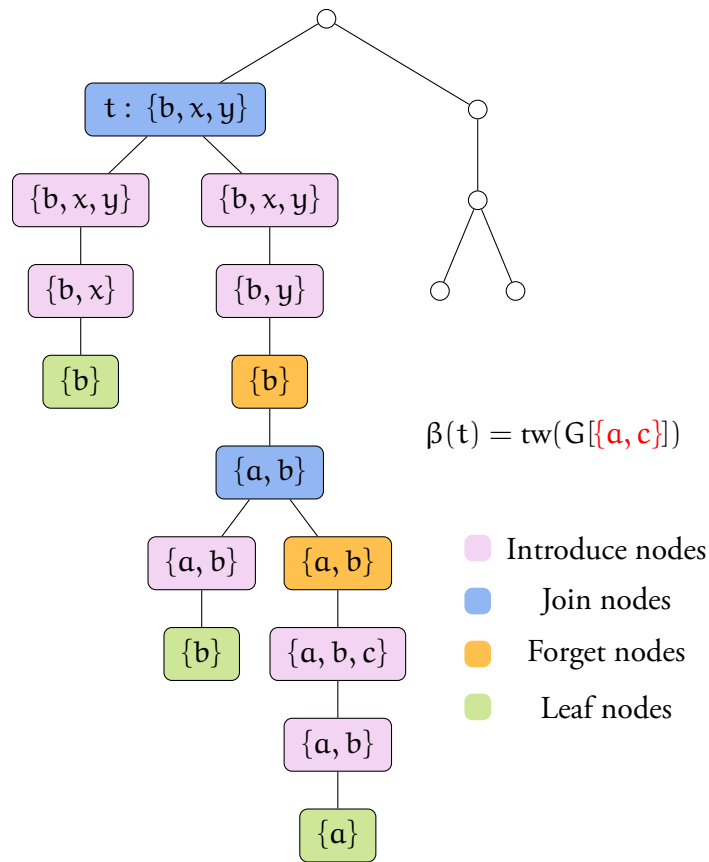 t : {b, x, y}
{b, x, y} {b, x, y}
{b, x} {b, y}
{b} {b}
β(t) = tw(G[{a, c}])
{a, b}
{a, b} {a, b}
Introduce nodes
Join nodes
{b} {a, b, c}
Forget nodes
Leaf nodes
{a, b}
{a}